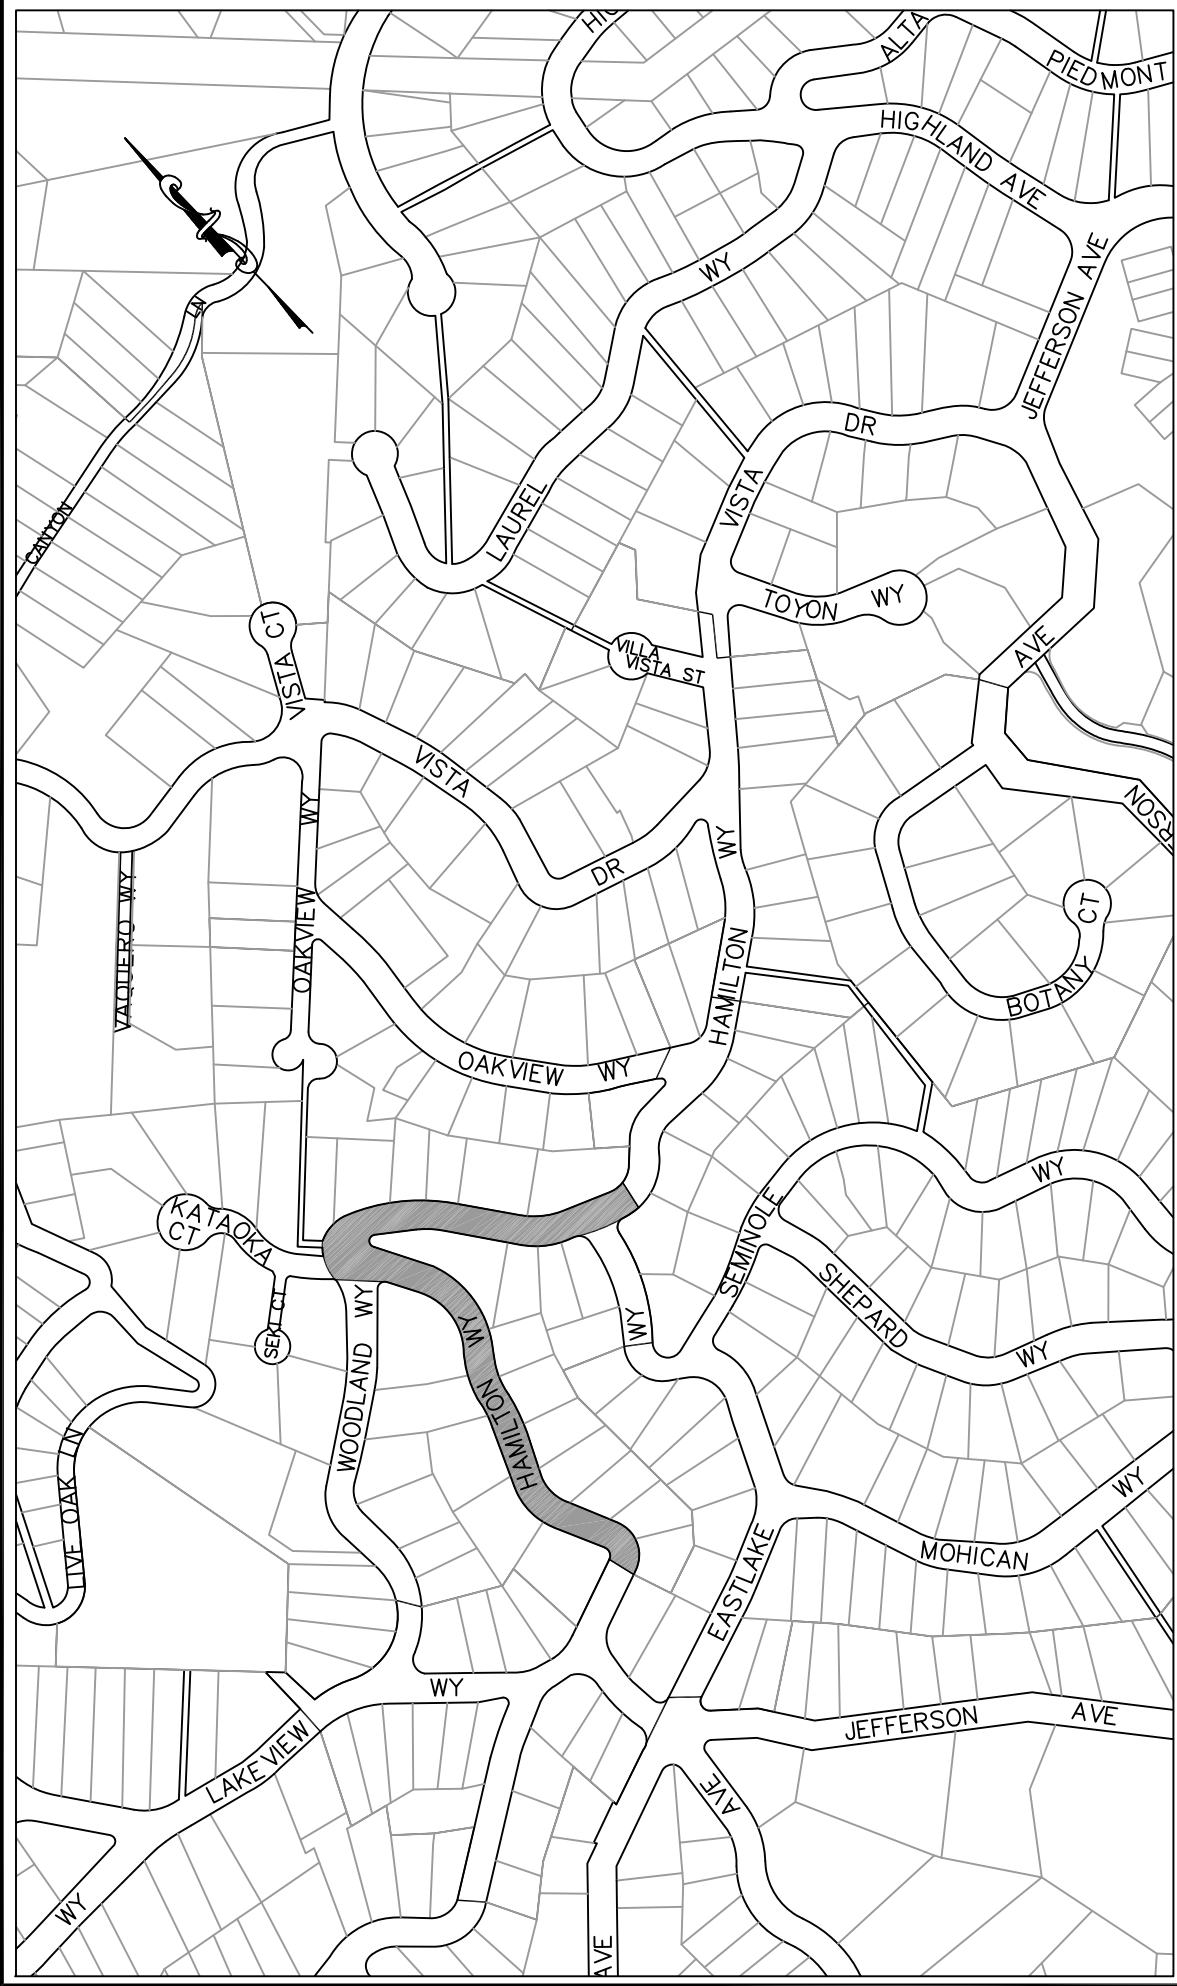 HIG
ALTA
PIEDMONT
HIGHLAND AVE
WY
JEFFERSON AVE
LN
DR
VISTA
LAUREL
CANYON
TOYON WY
VISTA CT
VILLA
VISTA ST
AVE
VISTA
WY
RSON
WY
DR
VAQUERO WY
OAKVIEW
HAMILTON
CT
BOTANY
OAKVIEW WY
WY
KATAOKA
CT
SEMINOLE
SHEPARD
WY
SEKI CT
WY
WY
WY
WOODLAND
HAMILTON
LIVE OAK LN
WY
MOHICAN
EASTLAKE
WY
JEFFERSON AVE
LAKEVIEW
AVE
WY
AVE